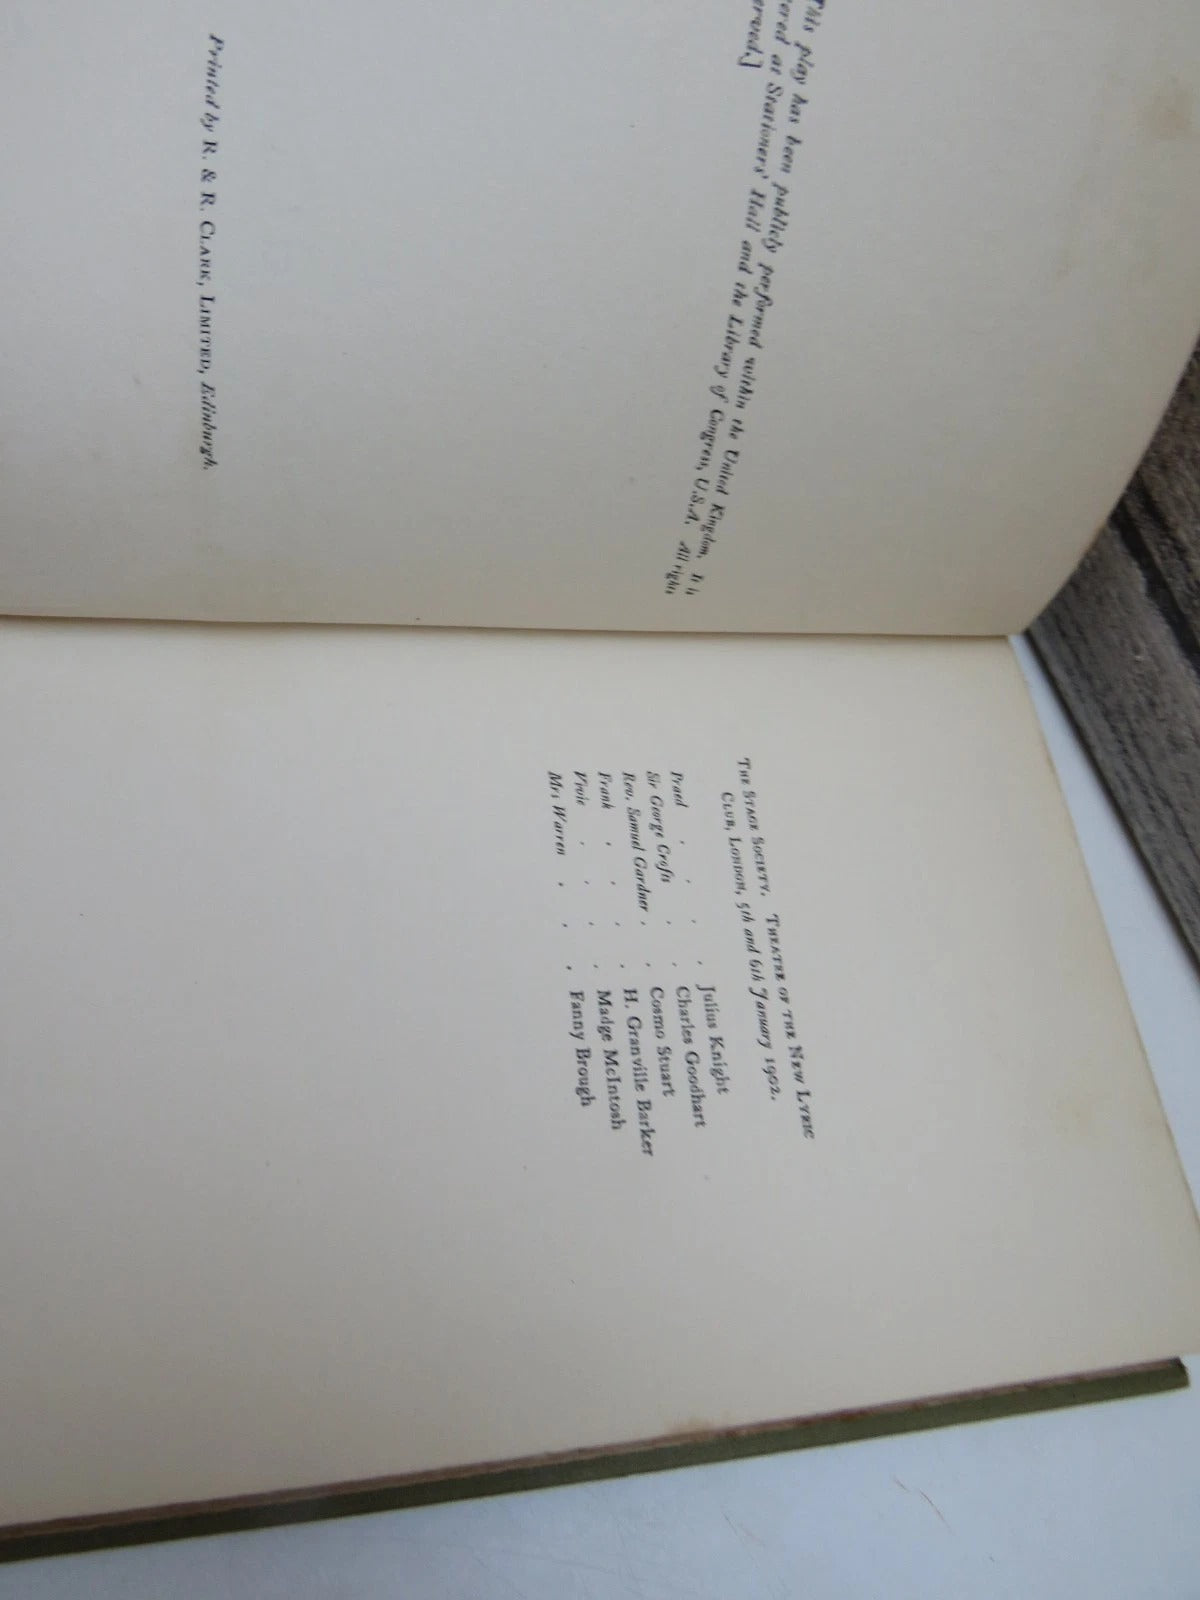 This play has been publicly performed within the United Kingdom. It is
tered at Stationers' Hall and the Library of Congress, U.S.A. All rights
erved.]
Printed by R. & R. CLARK, LIMITED, Edinburgh.
THE STAGE SOCIETY. THEATRE OF THE NEW LYRIC
CLUB, LONDON, 5th and 6th January 1902.
Praed . . . . Julius Knight
Sir George Crofts . . Charles Goodhart
Rev. Samuel Gardner . . Cosmo Stuart
Frank . . . . H. Granville Barker
Vivie . . . . Madge McIntosh
Mrs Warren . . . Fanny Brough